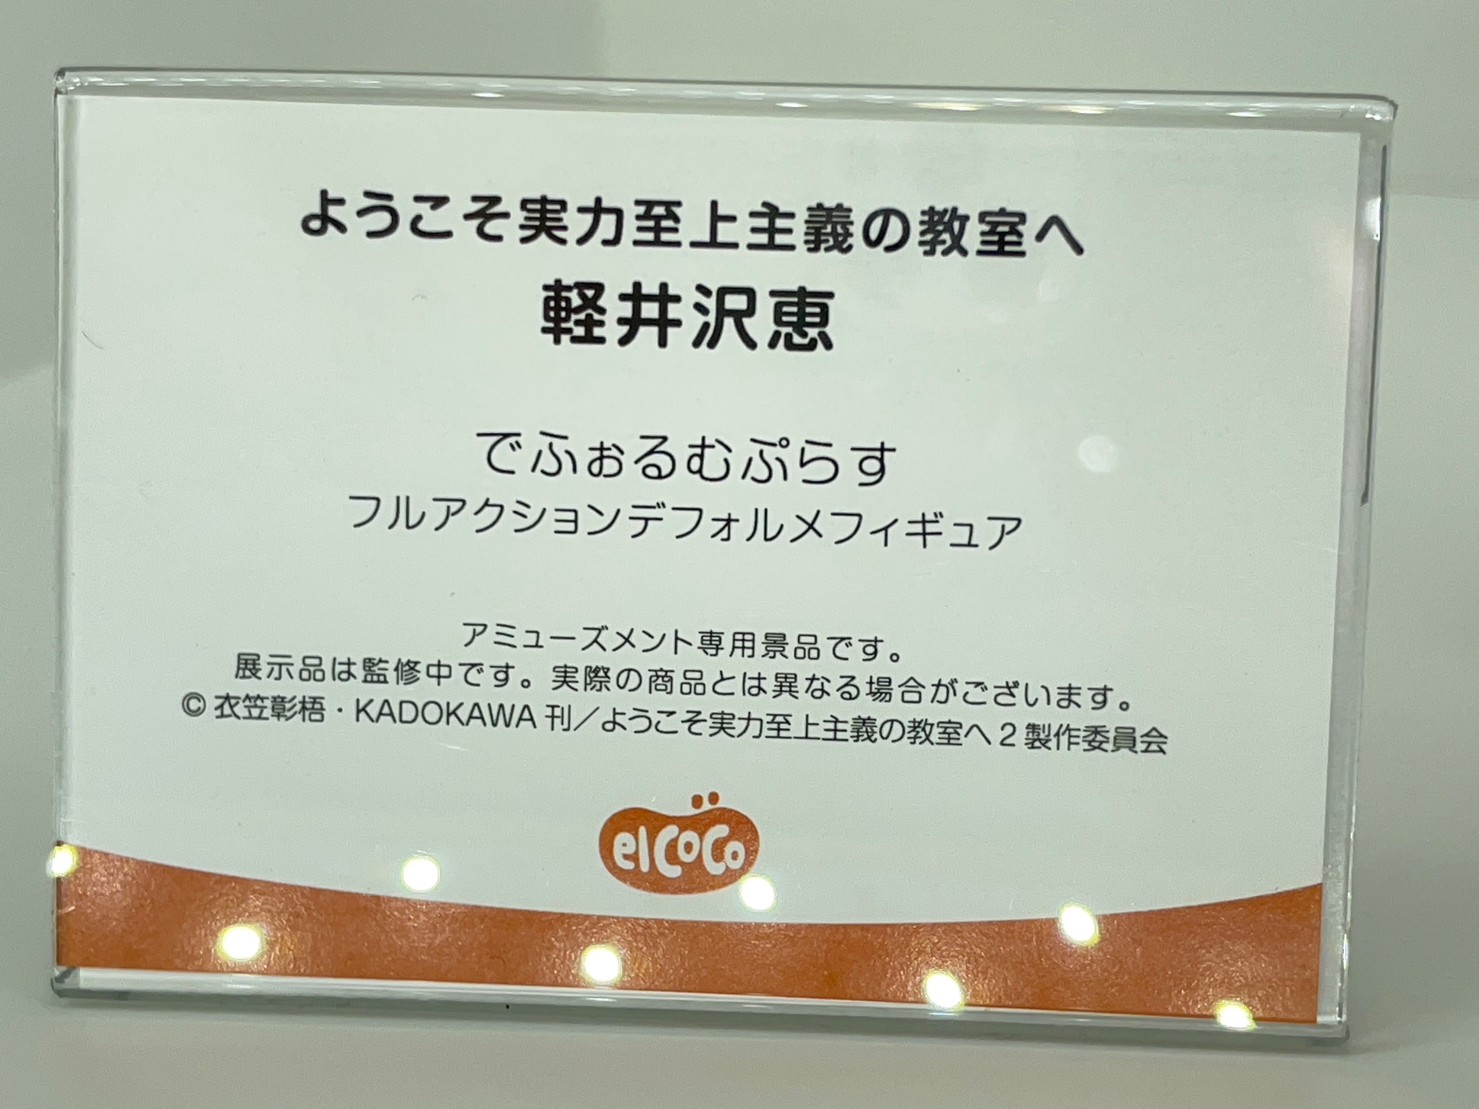 ようこそ実力至上主義の教室へ
軽井沢恵
でふぉるむぷらす
フルアクションデフォルメフィギュア
アミューズメント専用景品です。
展示品は監修中です。実際の商品とは異なる場合がございます。
© 衣笠彰梧・KADOKAWA 刊／ようこそ実力至上主義の教室へ 2 製作委員会
elcoco